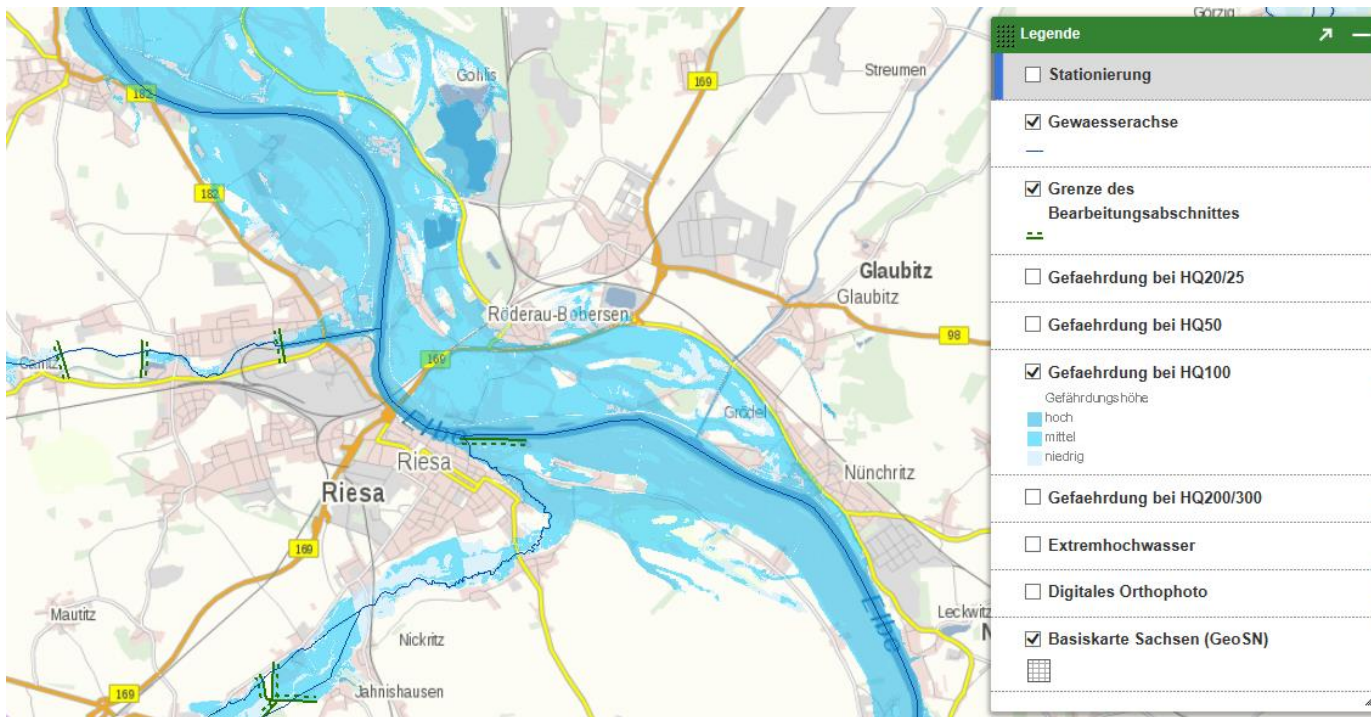 Görzig
Gohlis
Streumen
169
182
182
Glaubitz
Glaubitz
Röderau-Bobersen
98
169
Elbe
Grödel
Riesa
Riesa
Nünchritz
169
Elbe
Leckwitz
Mautitz
Nickritz
N
169
Jahnishausen
Legende
Stationierung
Gewaesserachse
Grenze des
Bearbeitungsabschnittes
Gefaehrdung bei HQ20/25
Gefaehrdung bei HQ50
Gefaehrdung bei HQ100
Gefährdungshöhe
hoch
mittel
niedrig
Gefaehrdung bei HQ200/300
Extremhochwasser
Digitales Orthophoto
Basiskarte Sachsen (GeoSN)